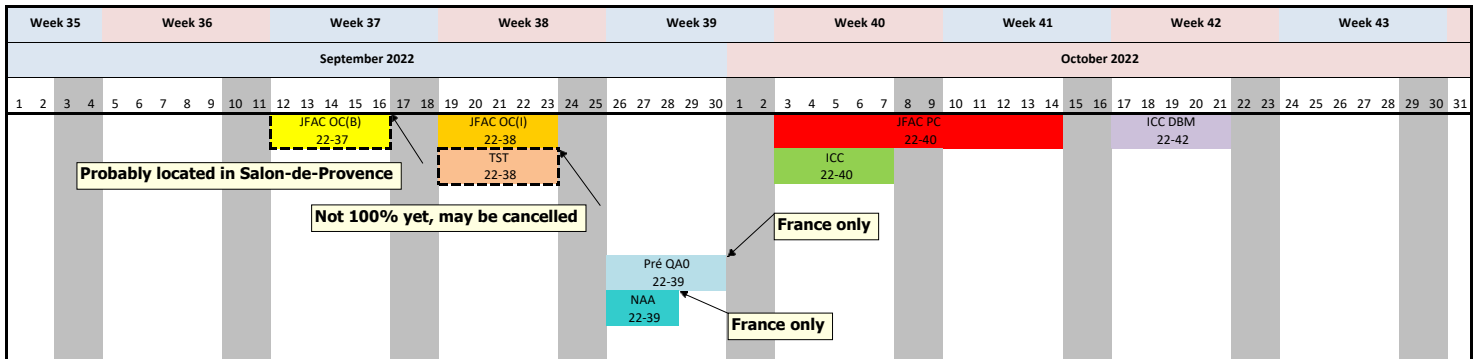 Week 35 Week 36 Week 37 Week 38 Week 39 Week 40 Week 41 Week 42 Week 43
September 2022 October 2022
1 2 3 4 5 6 7 8 9 10 11 12 13 14 15 16 17 18 19 20 21 22 23 24 25 26 27 28 29 30 1 2 3 4 5 6 7 8 9 10 11 12 13 14 15 16 17 18 19 20 21 22 23 24 25 26 27 28 29 30 31
JFAC OC(B) JFAC OC(I) JFAC PC ICC DBM
22-37 22-38 22-40 22-42
TST ICC
22-38 22-40
Probably located in Salon-de-Provence
Not 100% yet, may be cancelled
France only
Pré QA0
22-39
NAA
22-39
France only